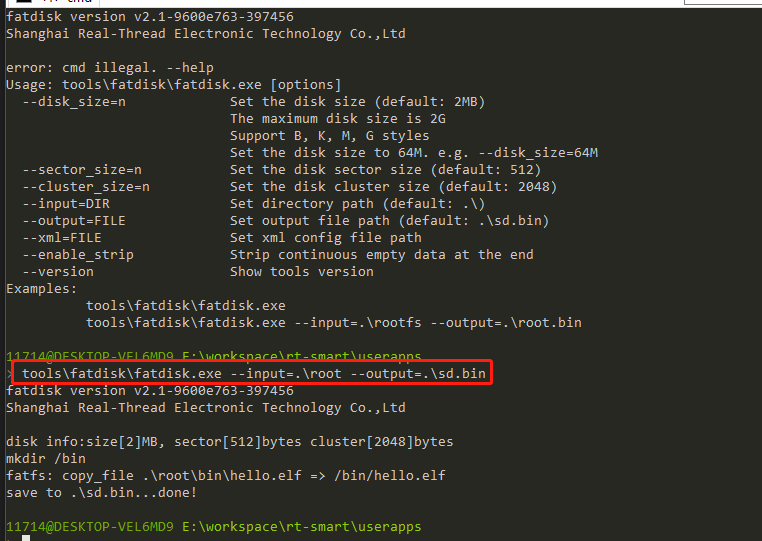 fatdisk version v2.1-9600e763-397456
Shanghai Real-Thread Electronic Technology Co.,Ltd
error: cmd illegal. --help
Usage: tools\fatdisk\fatdisk.exe [options]
--disk_size=n Set the disk size (default: 2MB)
The maximum disk size is 2G
Support B, K, M, G styles
Set the disk size to 64M. e.g. --disk_size=64M
--sector_size=n Set the disk sector size (default: 512)
--cluster_size=n Set the disk cluster size (default: 2048)
--input=DIR Set directory path (default: .\)
--output=FILE Set output file path (default: .\sd.bin)
--xml=FILE Set xml config file path
--enable_strip Strip continuous empty data at the end
--version Show tools version
Examples:
tools\fatdisk\fatdisk.exe
tools\fatdisk\fatdisk.exe --input=.\rootfs --output=.\root.bin
11714@DESKTOP-VEL6MD9 E:\workspace\rt-smart\userapps
> tools\fatdisk\fatdisk.exe --input=.\root --output=.\sd.bin
fatdisk version v2.1-9600e763-397456
Shanghai Real-Thread Electronic Technology Co.,Ltd
disk info:size[2]MB, sector[512]bytes cluster[2048]bytes
mkdir /bin
fatfs: copy_file .\root\bin\hello.elf => /bin/hello.elf
save to .\sd.bin...done!
11714@DESKTOP-VEL6MD9 E:\workspace\rt-smart\userapps